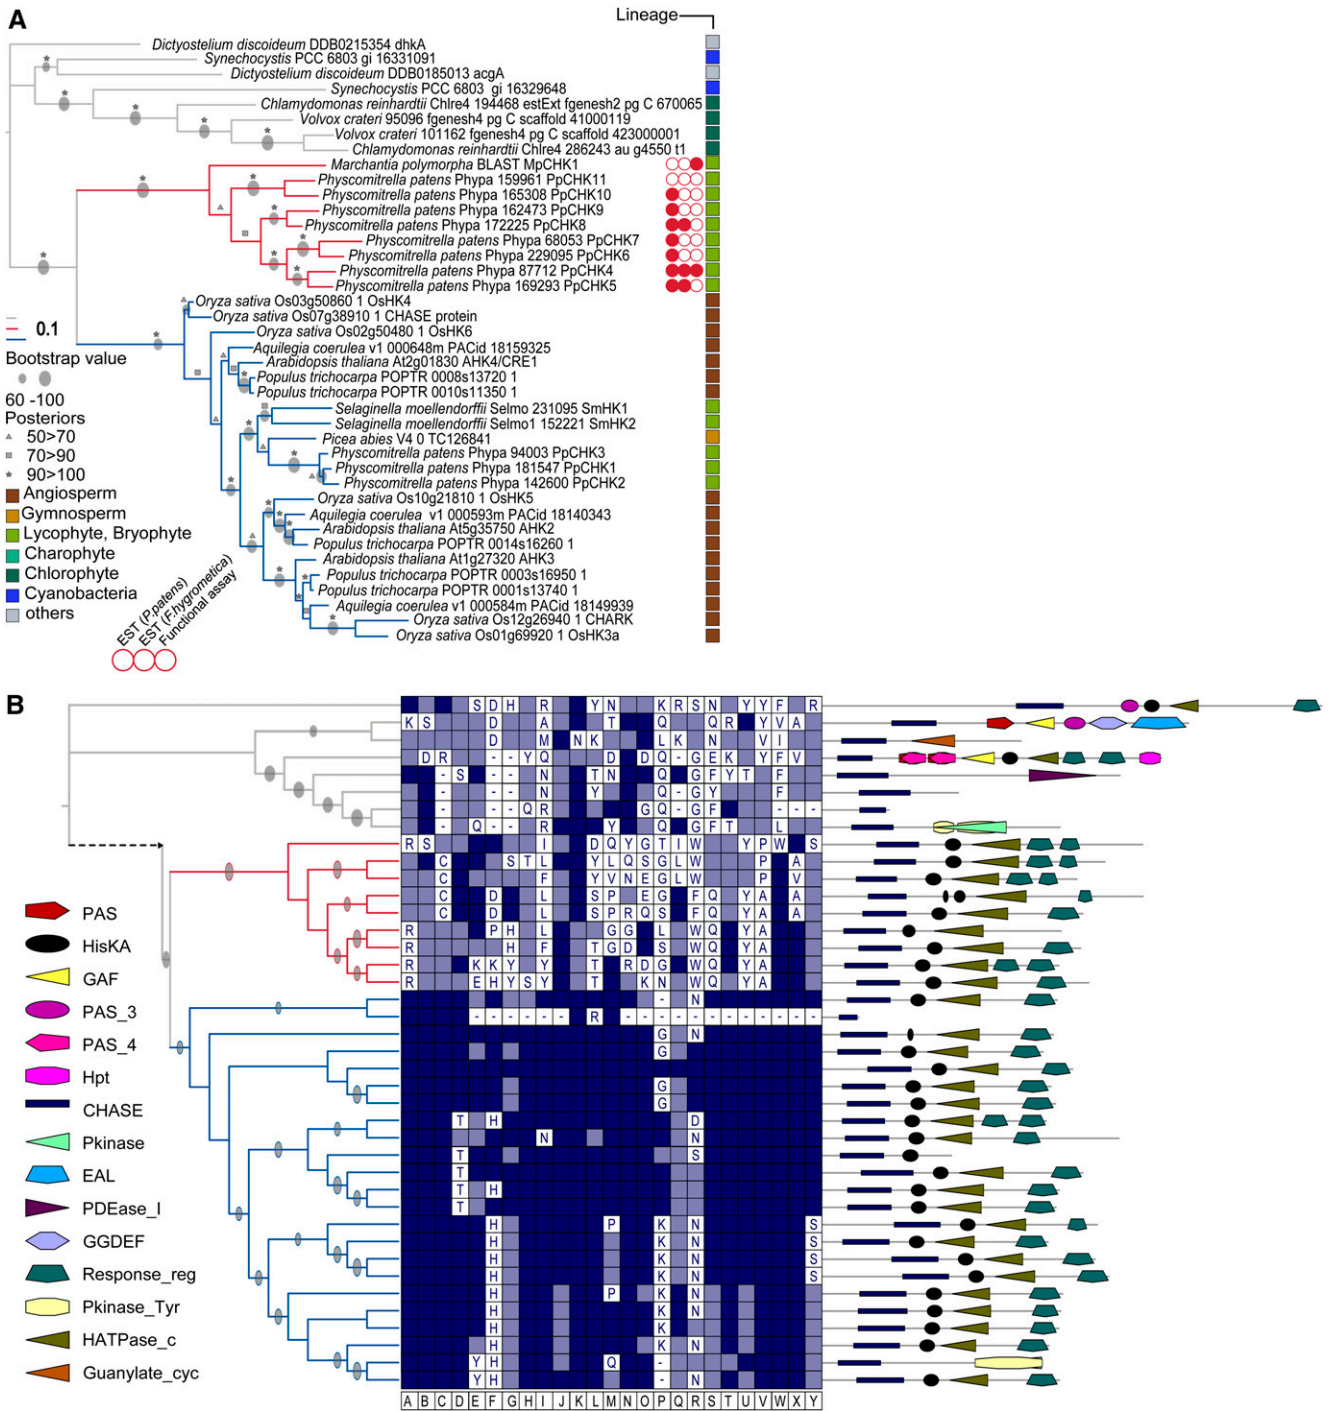 A
Lineage
Dictyostelium discoideum DDB0215354 dhkA
Synechocystis PCC 6803 gi 16331091
Dictyostelium discoideum DDB0185013 acgA
Synechocystis PCC 6803 gi 16329648
Chlamydomonas reinhardtii Chlre4 194468 estExt fgenesh2 pg C 670065
Volvox crateri 95096 fgenesh4 pg C scaffold 41000119
Volvox crateri 101162 fgenesh4 pg C scaffold 423000001
Chlamydomonas reinhardtii Chlre4 286243 au g4550 t1
Marchantia polymorpha BLAST MpCHK1
Physcomitrella patens Phypa 159961 PpCHK11
Physcomitrella patens Phypa 165308 PpCHK10
Physcomitrella patens Phypa 162473 PpCHK9
Physcomitrella patens Phypa 172225 PpCHK8
Physcomitrella patens Phypa 68053 PpCHK7
Physcomitrella patens Phypa 229095 PpCHK6
Physcomitrella patens Phypa 87712 PpCHK4
Physcomitrella patens Phypa 169293 PpCHK5
Oryza sativa Os03g50860 1 OsHK4
Oryza sativa Os07g38910 1 CHASE protein
Oryza sativa Os02g50480 1 OsHK6
Aquilegia coerulea v1 000648m PACid 18159325
Arabidopsis thaliana At2g01830 AHK4/CRE1
Populus trichocarpa POPTR 0008s13720 1
Populus trichocarpa POPTR 0010s11350 1
Selaginella moellendorffii Selmo 231095 SmHK1
Selaginella moellendorffii Selmo1 152221 SmHK2
Picea abies V4 0 TC126841
Physcomitrella patens Phypa 94003 PpCHK3
Physcomitrella patens Phypa 181547 PpCHK1
Physcomitrella patens Phypa 142600 PpCHK2
Oryza sativa Os10g21810 1 OsHK5
Aquilegia coerulea v1 000593m PACid 18140343
Arabidopsis thaliana At5g35750 AHK2
Populus trichocarpa POPTR 0014s16260 1
Arabidopsis thaliana At1g27320 AHK3
Populus trichocarpa POPTR 0003s16950 1
Populus trichocarpa POPTR 0001s13740 1
Aquilegia coerulea v1 000584m PACid 18149939
Oryza sativa Os12g26940 1 CHARK
Oryza sativa Os01g69920 1 OsHK3a
0.1
Bootstrap value
60 -100
Posteriors
50>70
70>90
90>100
Angiosperm
Gymnosperm
Lycophyte, Bryophyte
Charophyte
Chlorophyte
Cyanobacteria
others
EST (P.patens)
EST (F.hygrometica)
Functional assay
B
S D H R Y N K R S N Y Y F R
K S D A T Q Q R Y V A
D M N K L K N V I
D R - - Y Q D D Q - G E K Y F V
- S - - N T N Q G F Y T F
- - - N Y Q - G Y F
- - - Q R G Q - G F - - -
- Q - - R Y Q G F T L
R S I D Q Y G T I W Y P W S
C S T L Y L Q S G L W P A
C F Y V N E G L W P V
C D L S P E G F Q Y A A
C D L S P R Q S F Q Y A A
R P H L G G L W Q Y A
R H F T G D S W Q Y A
R K K Y Y T R D G W Q Y A
R E H Y S Y T K N W Q Y A
- N
- - - - - - R - - - - - - - - - - - -
G N
G
G
G
T H D
N N
T S
T
T H
T
H P K N S
H K N S
H K N S
H K N S
H P K N
H K N
H K
H K N
Y H Q -
Y H - N
A B C D E F G H I J K L M N O P Q R S T U V W X Y
PAS
HisKA
GAF
PAS_3
PAS_4
Hpt
CHASE
Pkinase
EAL
PDEase_I
GGDEF
Response_reg
Pkinase_Tyr
HATPase_c
Guanylate_cyc